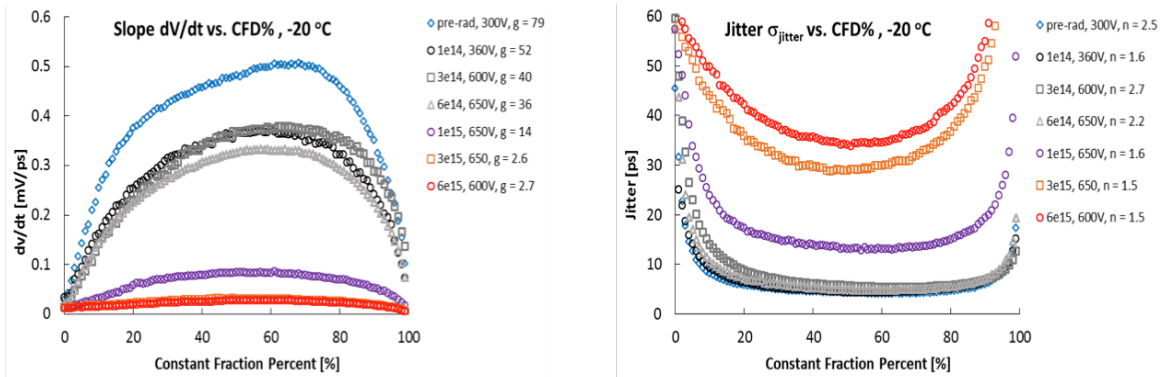 Slope dV/dt vs. CFD% , -20 °C
0.6
0.5
0.4
0.3
0.2
0.1
0
dv/dt [mV/ps]
0
20
40
60
80
100
Constant Fraction Percent [%]
pre-rad, 300V, g = 79
1e14, 360V, g = 52
3e14, 600V, g = 40
6e14, 650V, g = 36
1e15, 650V, g = 14
3e15, 650, g = 2.6
6e15, 600V, g = 2.7
Jitter σjitter vs. CFD% , -20 °C
60
50
40
30
20
10
0
Jitter [ps]
0
20
40
60
80
100
Constant Fraction Percent [%]
pre-rad, 300V, n = 2.5
1e14, 360V, n = 1.6
3e14, 600V, n = 2.7
6e14, 650V, n = 2.2
1e15, 650V, n = 1.6
3e15, 650, n = 1.5
6e15, 600V, n = 1.5